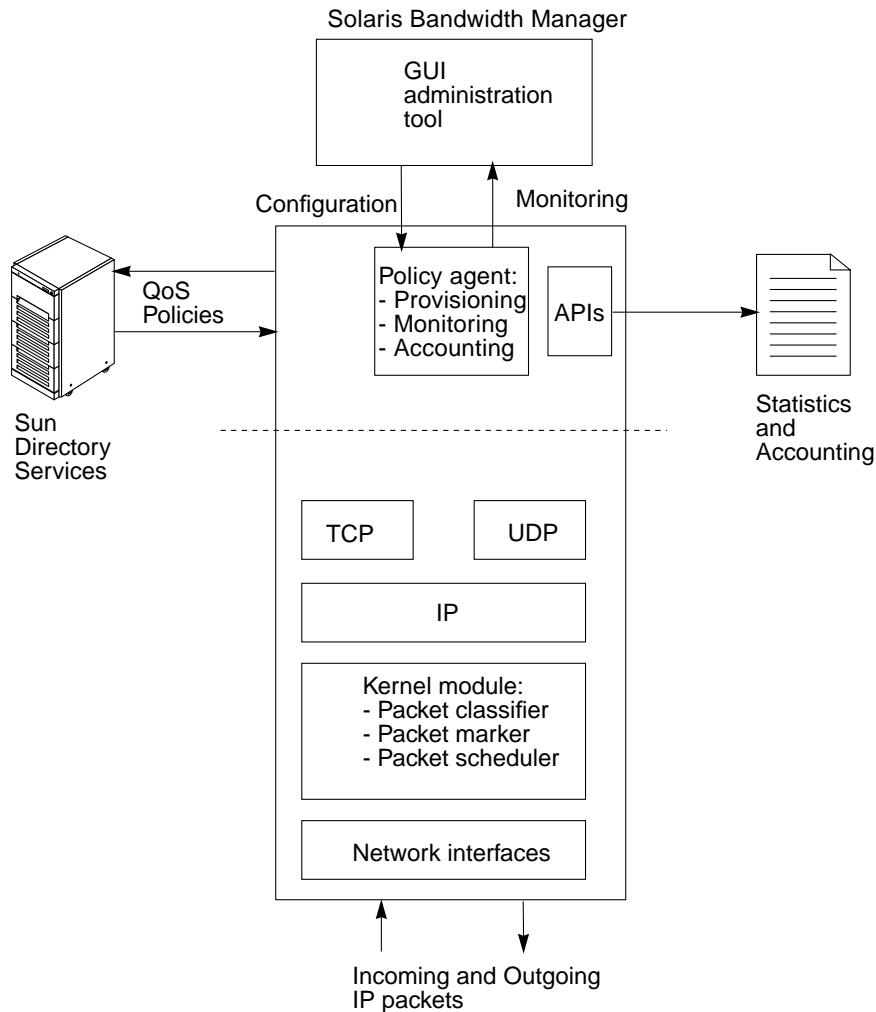 Solaris Bandwidth Manager
GUI
administration
tool
Configuration
Monitoring
Policy agent:
- Provisioning
- Monitoring
- Accounting
APIs
QoS
Policies
Sun
Directory
Services
Statistics
and
Accounting
TCP
UDP
IP
Kernel module:
- Packet classifier
- Packet marker
- Packet scheduler
Network interfaces
Incoming and Outgoing
IP packets